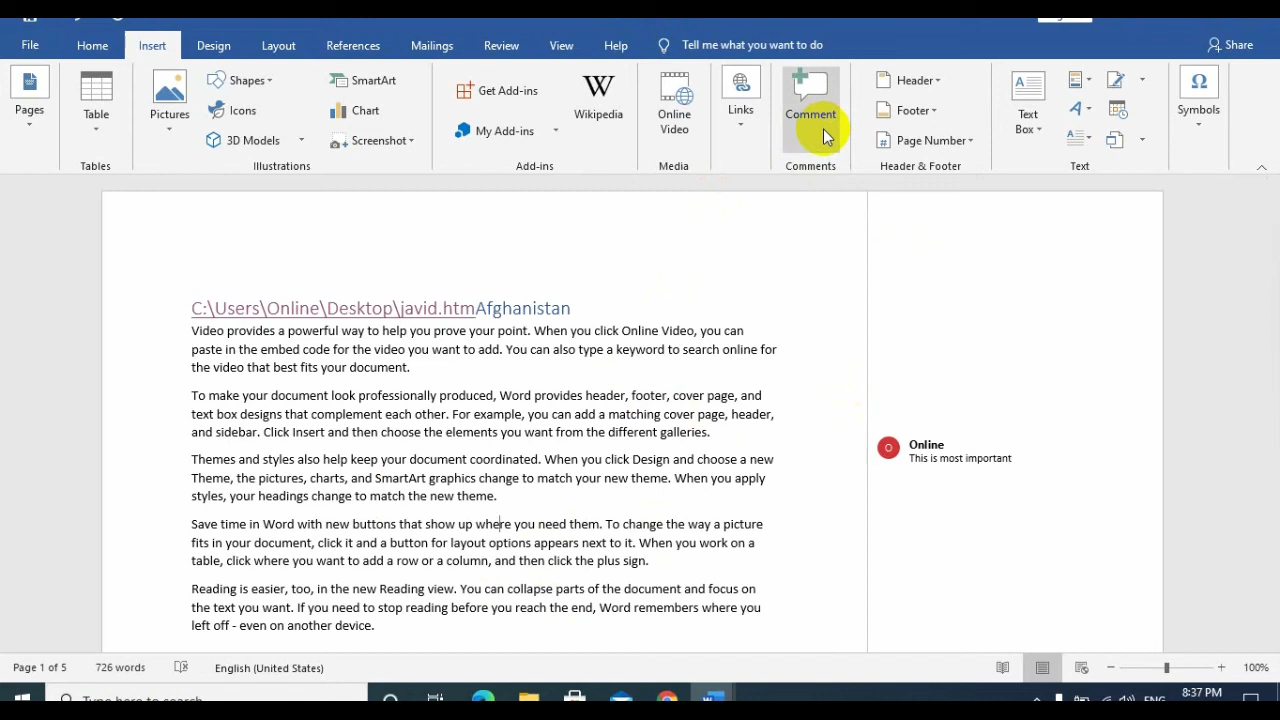 File Home Insert Design Layout References Mailings Review View Help Tell me what you want to do Share
Pages
Table
Pictures
Shapes
Icons
3D Models
SmartArt
Chart
Screenshot
Get Add-ins
My Add-ins
Wikipedia
Online
Video
Links
Comment
Header
Footer
Page Number
Text
Box
Symbols
Tables Illustrations Add-ins Media Comments Header & Footer Text
C:\Users\Online\Desktop\javid.htmAfghanistan
Video provides a powerful way to help you prove your point. When you click Online Video, you can
paste in the embed code for the video you want to add. You can also type a keyword to search online for
the video that best fits your document.
To make your document look professionally produced, Word provides header, footer, cover page, and
text box designs that complement each other. For example, you can add a matching cover page, header,
and sidebar. Click Insert and then choose the elements you want from the different galleries.
Online
This is most important
Themes and styles also help keep your document coordinated. When you click Design and choose a new
Theme, the pictures, charts, and SmartArt graphics change to match your new theme. When you apply
styles, your headings change to match the new theme.
Save time in Word with new buttons that show up where you need them. To change the way a picture
fits in your document, click it and a button for layout options appears next to it. When you work on a
table, click where you want to add a row or a column, and then click the plus sign.
Reading is easier, too, in the new Reading view. You can collapse parts of the document and focus on
the text you want. If you need to stop reading before you reach the end, Word remembers where you
left off - even on another device.
Page 1 of 5 726 words English (United States) 100%
Type here to search
ENG
8:37 PM